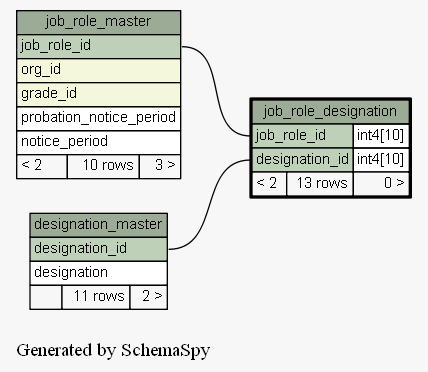 job_role_master
job_role_id
org_id
grade_id
probation_notice_period
notice_period
< 2 10 rows 3 >
job_role_designation
job_role_id int4[10]
designation_id int4[10]
< 2 13 rows 0 >
designation_master
designation_id
designation
11 rows 2 >
Generated by SchemaSpy